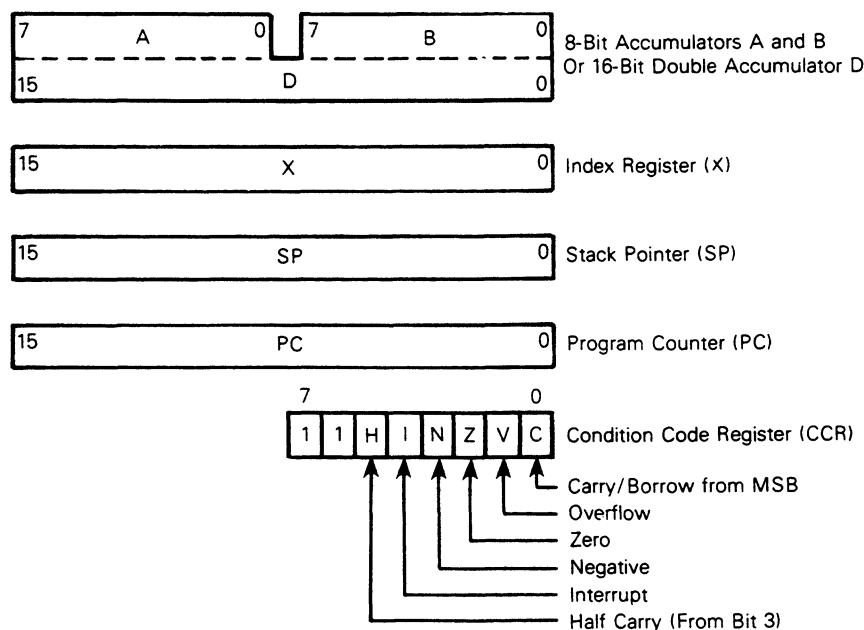 7 A 0 7 B 0
8-Bit Accumulators A and B
15 D 0
Or 16-Bit Double Accumulator D
15 X 0 Index Register (X)
15 SP 0 Stack Pointer (SP)
15 PC 0 Program Counter (PC)
7 0
1 1 H I N Z V C Condition Code Register (CCR)
Carry/Borrow from MSB
Overflow
Zero
Negative
Interrupt
Half Carry (From Bit 3)